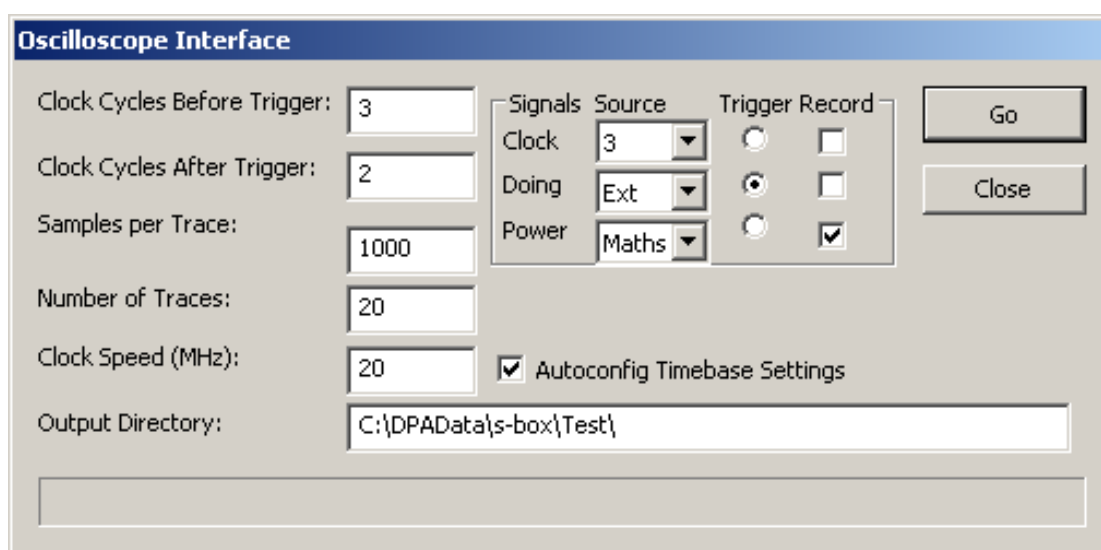 Oscilloscope Interface
Clock Cycles Before Trigger: 3
Clock Cycles After Trigger: 2
Samples per Trace: 1000
Number of Traces: 20
Clock Speed (MHz): 20
Signals Source Trigger Record
Clock 3
Doing Ext
Power Maths
Go
Close
Autoconfig Timebase Settings
Output Directory: C:\DPAData\s-box\Test\